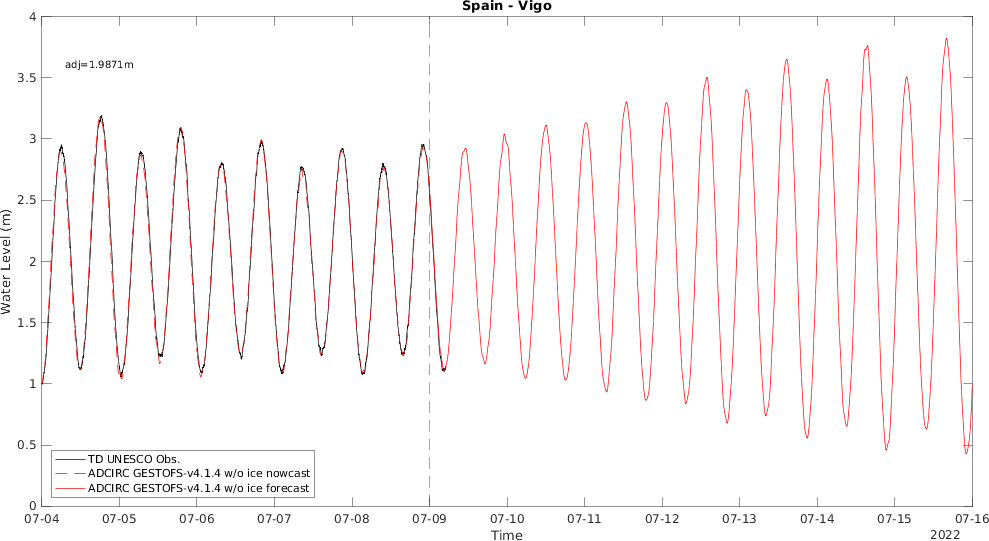 Spain - Vigo
adj=1.9871m
Water Level (m)
4
3.5
3
2.5
2
1.5
1
0.5
0
TD UNESCO Obs.
ADCIRC GESTOFS-v4.1.4 w/o ice nowcast
ADCIRC GESTOFS-v4.1.4 w/o ice forecast
07-04 07-05 07-06 07-07 07-08 07-09 07-10 07-11 07-12 07-13 07-14 07-15 07-16
Time
2022